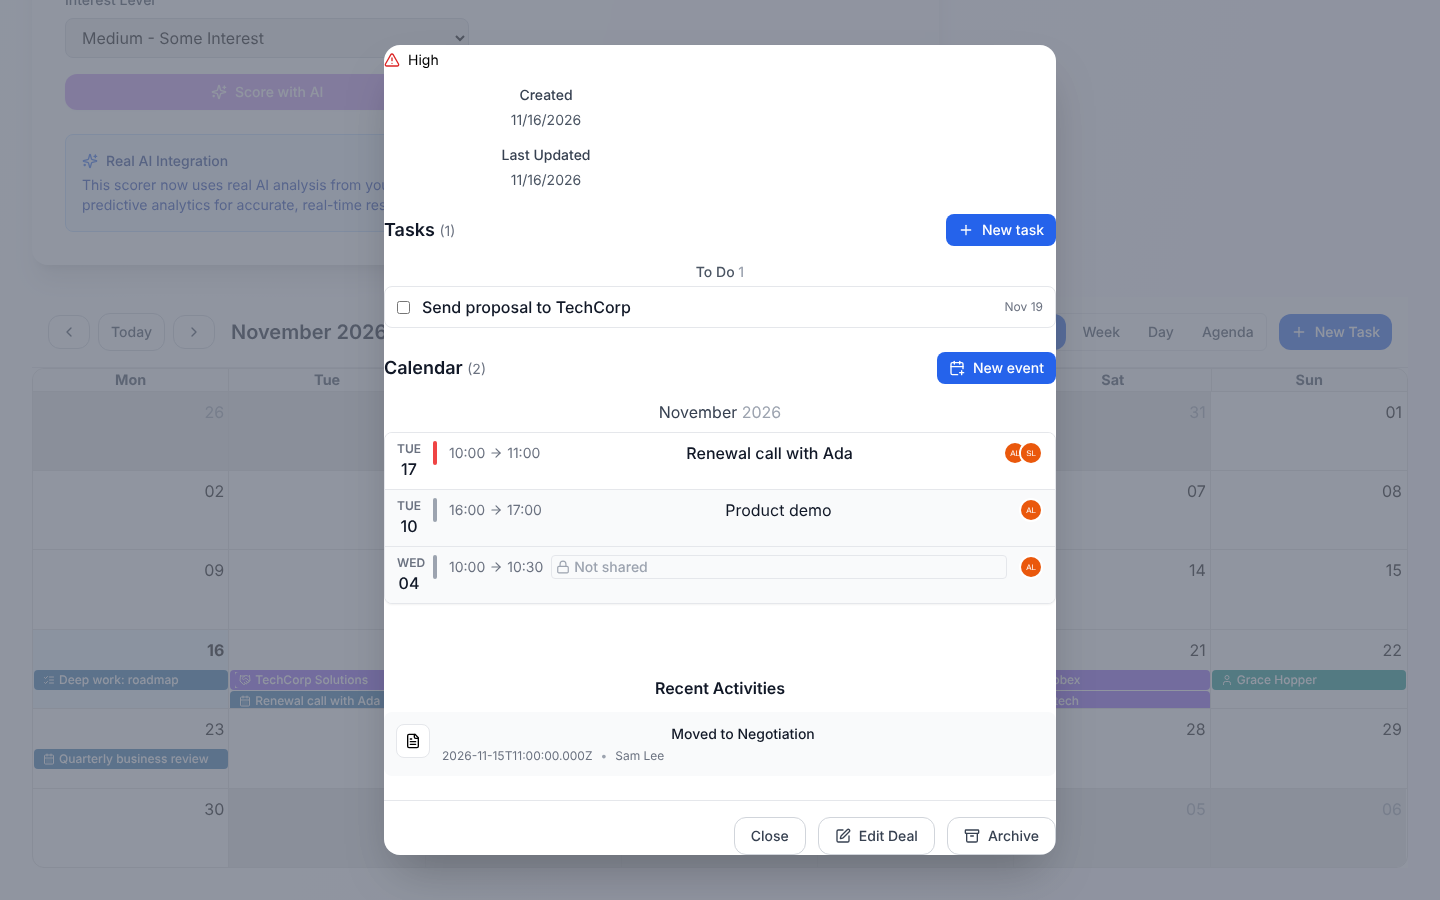 Interest Level
Medium - Some Interest
Score with AI
Real AI Integration
This scorer now uses real AI analysis from
predictive analytics for accurate, real-time
High
Created
11/16/2026
Last Updated
11/16/2026
Tasks (1)
New task
To Do 1
Send proposal to TechCorp
Nov 19
Calendar (2)
New event
November 2026
TUE
17
10:00 → 11:00
Renewal call with Ada
AL
SL
TUE
10
16:00 → 17:00
Product demo
AL
WED
04
10:00 → 10:30
Not shared
AL
Recent Activities
Moved to Negotiation
2026-11-15T11:00:00.000Z • Sam Lee
Close
Edit Deal
Archive
Today
November 2026
Week
Day
Agenda
New Task
Mon
Tue
Sat
Sun
26
31
01
02
07
08
09
14
15
16
21
22
Deep work: roadmap
TechCorp Solutions
Grace Hopper
Renewal call with Ada
23
28
29
Quarterly business review
30
05
06